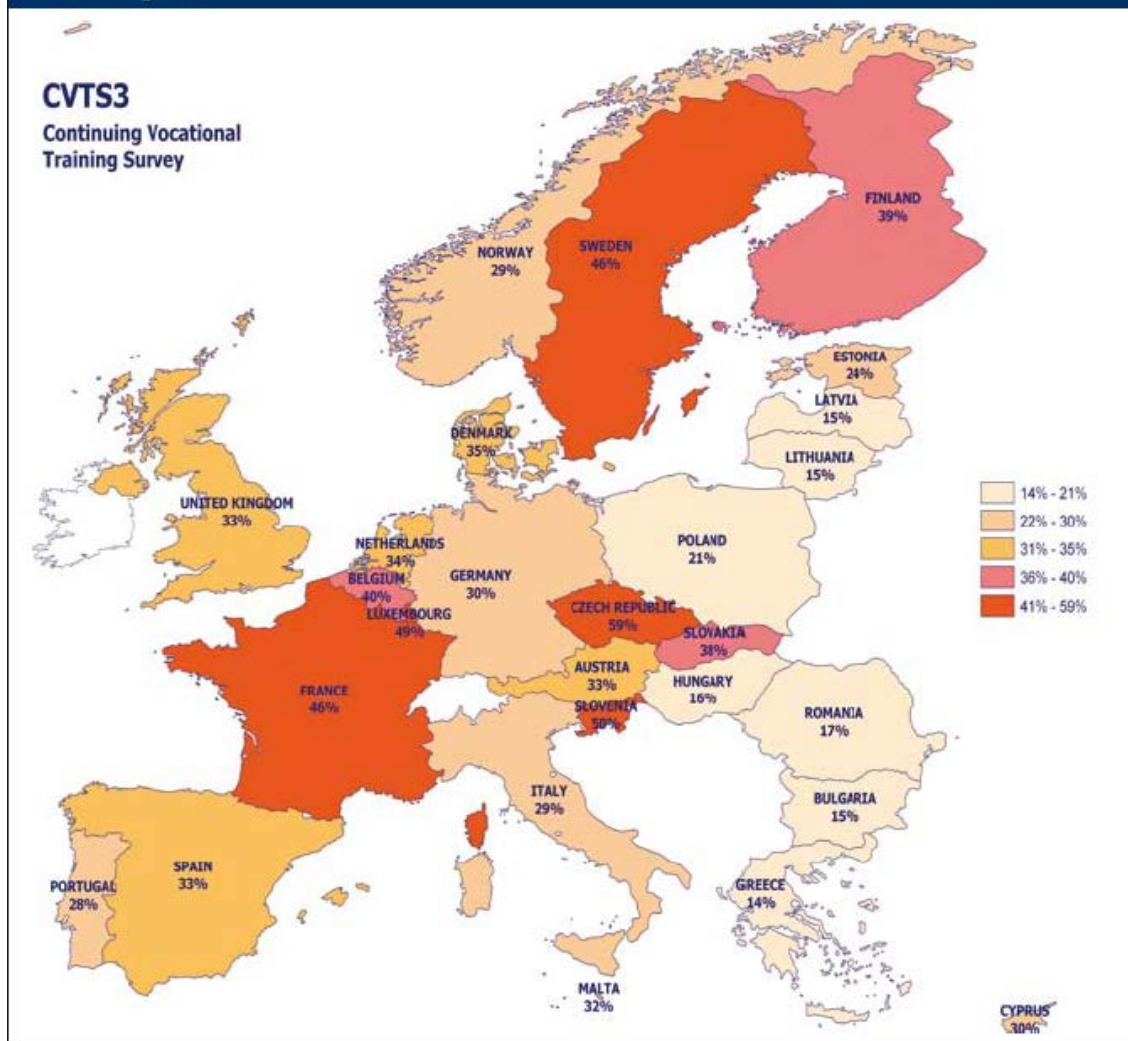 CVTS3
Continuing Vocational
Training Survey
FINLAND
39%
NORWAY
29%
SWEDEN
46%
ESTONIA
24%
LATVIA
15%
DENMARK
35%
LITHUANIA
15%
14% - 21%
22% - 30%
31% - 35%
36% - 40%
41% - 59%
UNITED KINGDOM
33%
NETHERLANDS
34%
POLAND
21%
BELGIUM
40%
GERMANY
30%
LUXEMBOURG
49%
CZECH REPUBLIC
59%
SLOVAKIA
38%
AUSTRIA
33%
HUNGARY
16%
FRANCE
46%
SLOVENIA
50%
ROMANIA
17%
ITALY
29%
BULGARIA
15%
SPAIN
33%
PORTUGAL
28%
GREECE
14%
MALTA
32%
CYPRUS
30%